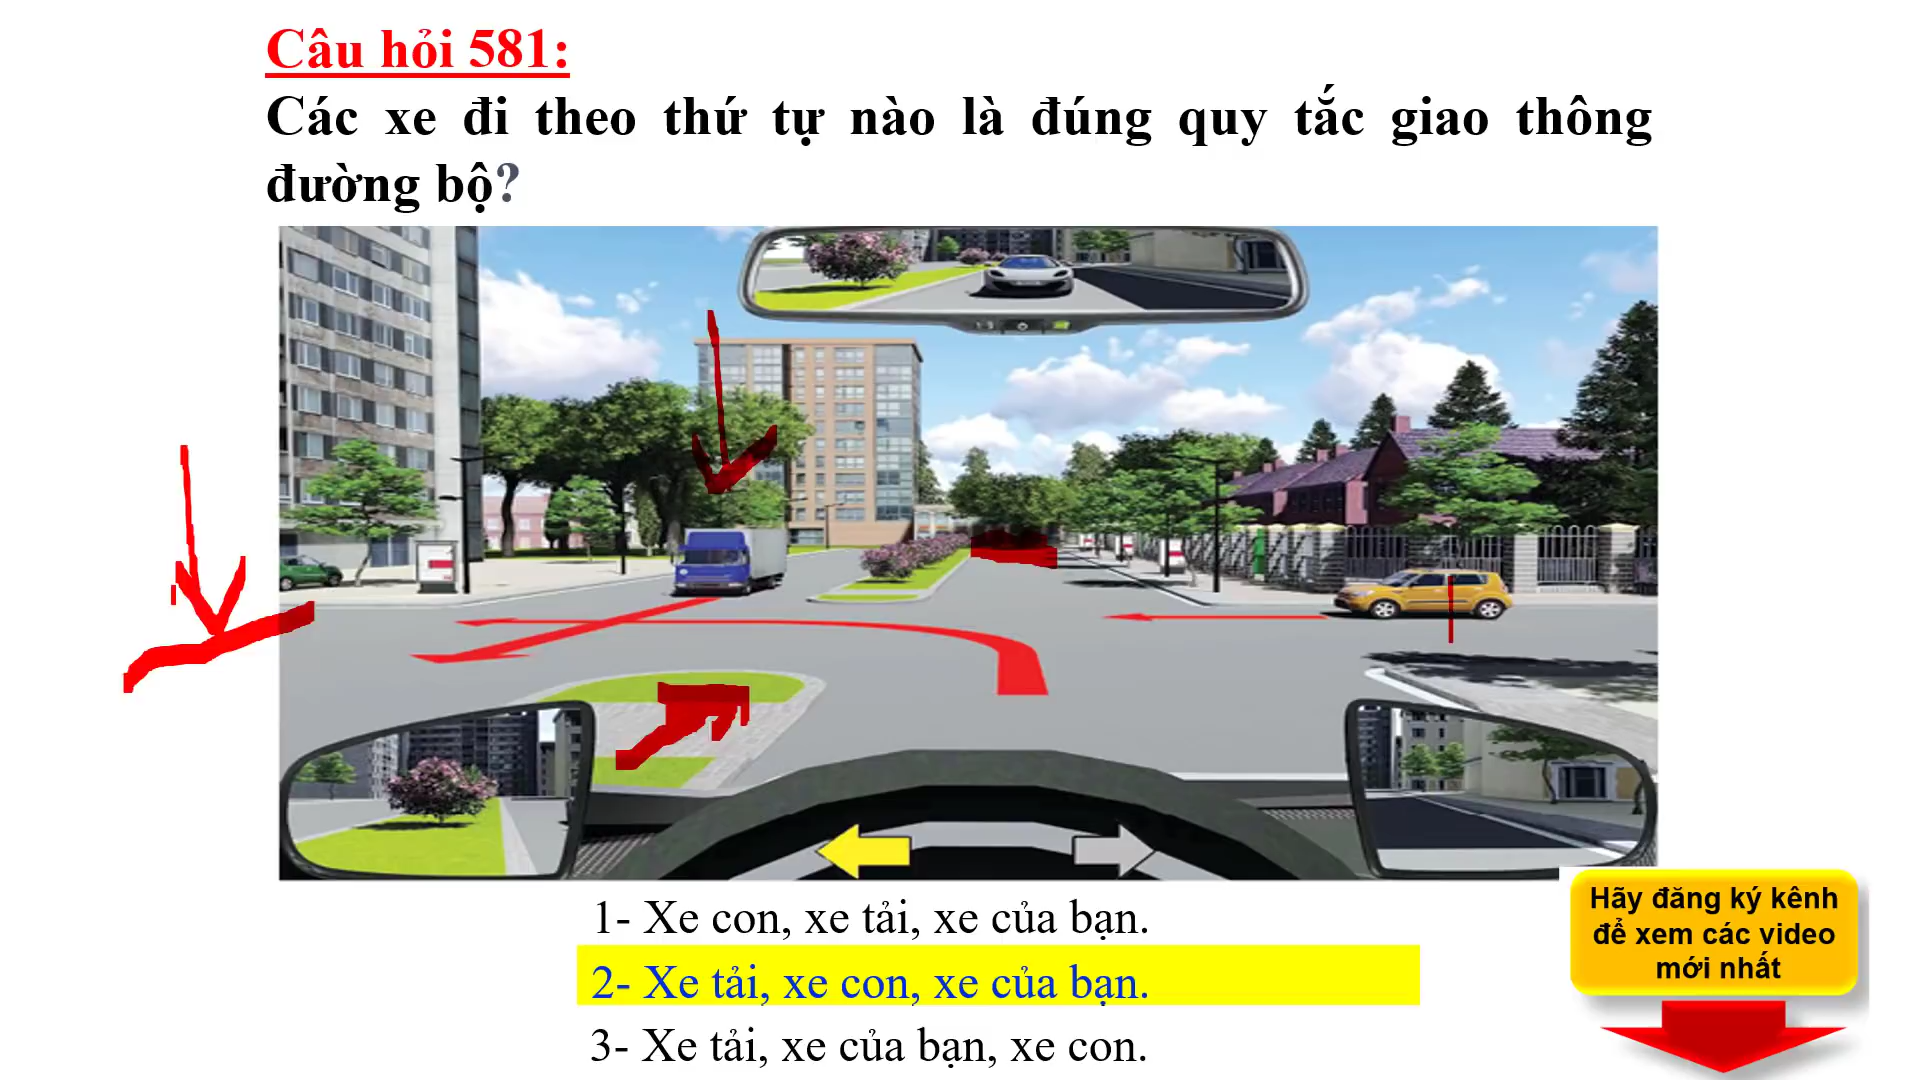 Câu hỏi 581:
Các xe đi theo thứ tự nào là đúng quy tắc giao thông
đường bộ?
1- Xe con, xe tải, xe của bạn.
2- Xe tải, xe con, xe của bạn.
3- Xe tải, xe của bạn, xe con.
Hãy đăng ký kênh
để xem các video
mới nhất